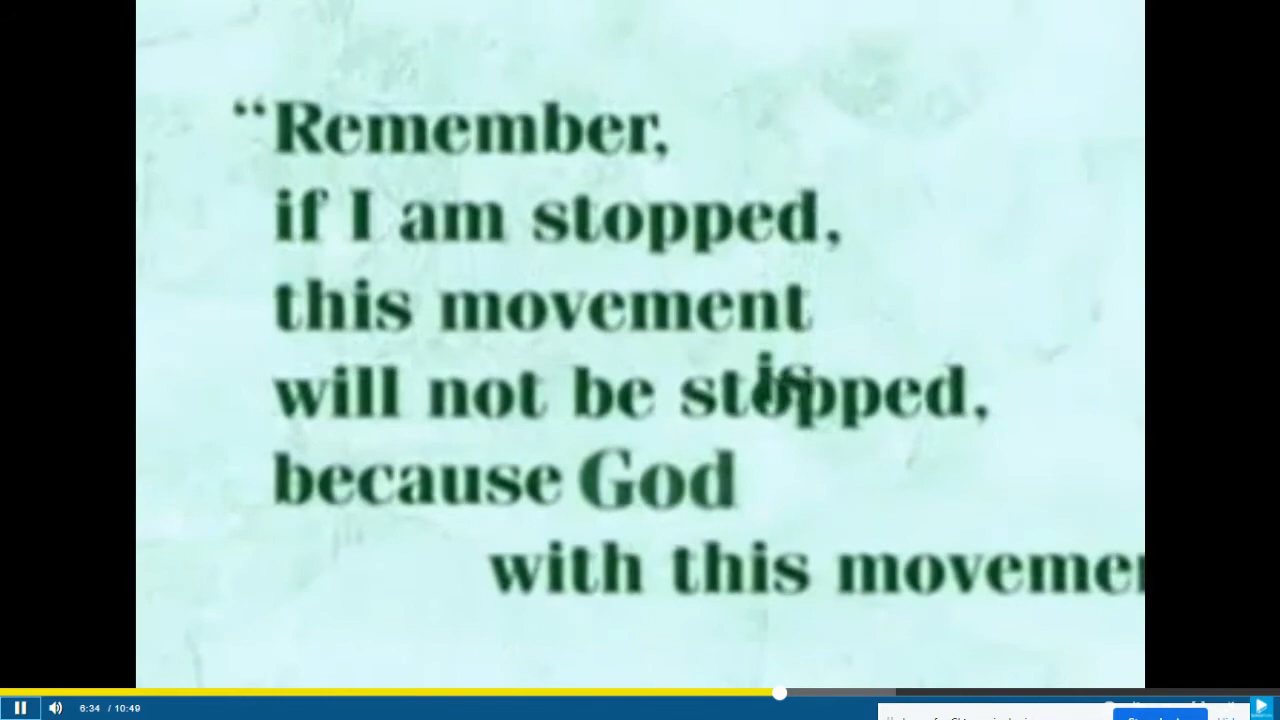 “Remember,
if I am stopped,
this movement
is
will not be stopped,
because God
with this moveme
6:34 / 10:49